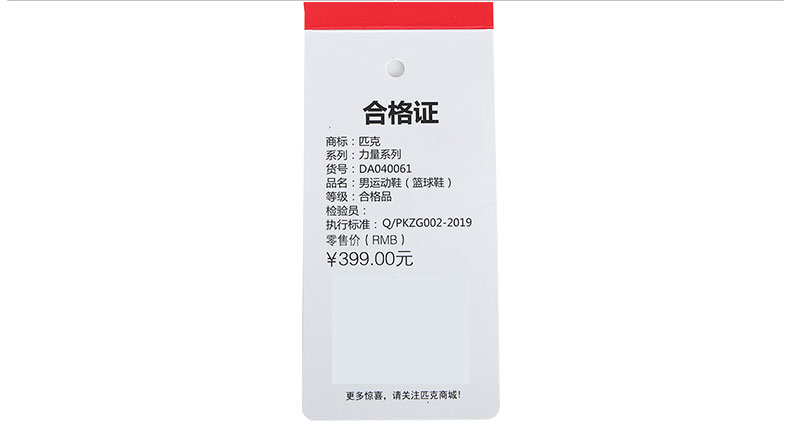 合格证
商标：匹克
系列：力量系列
货号：DA040061
品名：男运动鞋（篮球鞋）
等级：合格品
检验员：
执行标准：Q/PKZG002-2019
零售价（RMB）
¥399.00元
更多惊喜，请关注匹克商城！